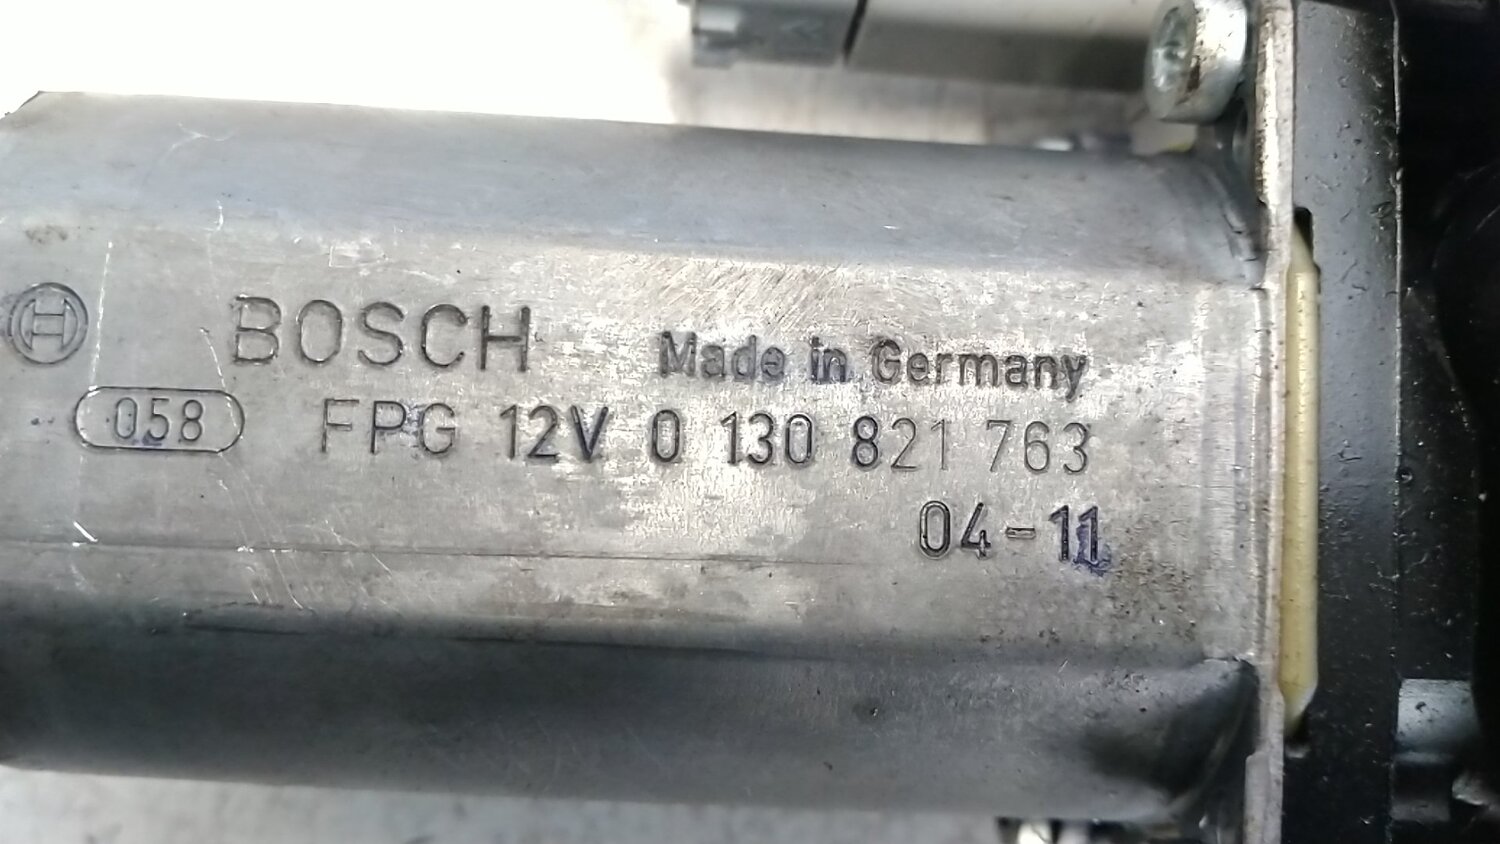 BOSCH Made in Germany
058 FPG 12V 0 130 821 763
04-11